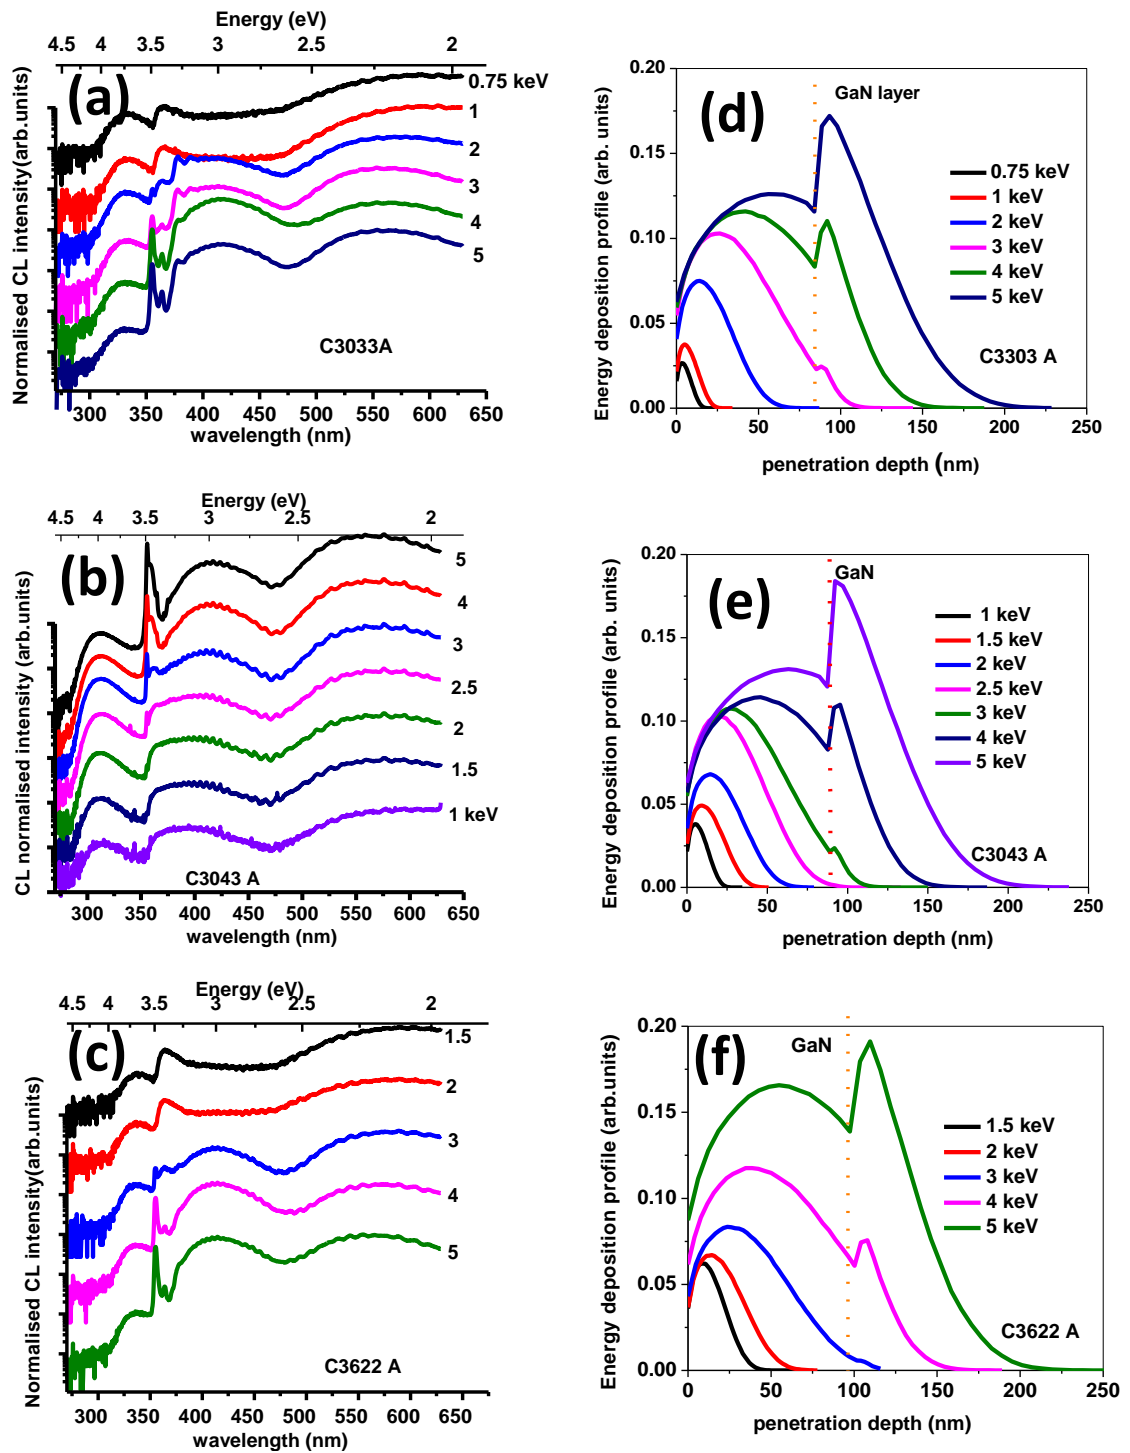 Energy (eV)
4.5 4 3.5 3 2.5 2
(a)
0.75 keV
1
2
3
4
5
C3033A
Normalised CL intensity(arb.units)
300 350 400 450 500 550 600 650
wavelength (nm)
(d)
GaN layer
0.75 keV
1 keV
2 keV
3 keV
4 keV
5 keV
C3303 A
Energy deposition profile (arb. units)
0.20
0.15
0.10
0.05
0.00
0 50 100 150 200 250
penetration depth (nm)
Energy (eV)
4.5 4 3.5 3 2.5 2
(b)
5
4
3
2.5
2
1.5
1 keV
C3043 A
CL normalised intensity (arb.units)
300 350 400 450 500 550 600 650
wavelength (nm)
(e)
GaN
1 keV
1.5 keV
2 keV
2.5 keV
3 keV
4 keV
5 keV
C3043 A
Energy deposition profile (arb. units)
0.20
0.15
0.10
0.05
0.00
0 50 100 150 200 250
penetration depth (nm)
Energy (eV)
4.5 4 3.5 3 2.5 2
(c)
1.5
2
3
4
5
C3622 A
Normalised CL intensity(arb.units)
300 350 400 450 500 550 600 650
wavelength (nm)
(f)
GaN
1.5 keV
2 keV
3 keV
4 keV
5 keV
C3622 A
Energy deposition profile (arb.units)
0.20
0.15
0.10
0.05
0.00
0 50 100 150 200 250
penetration depth (nm)